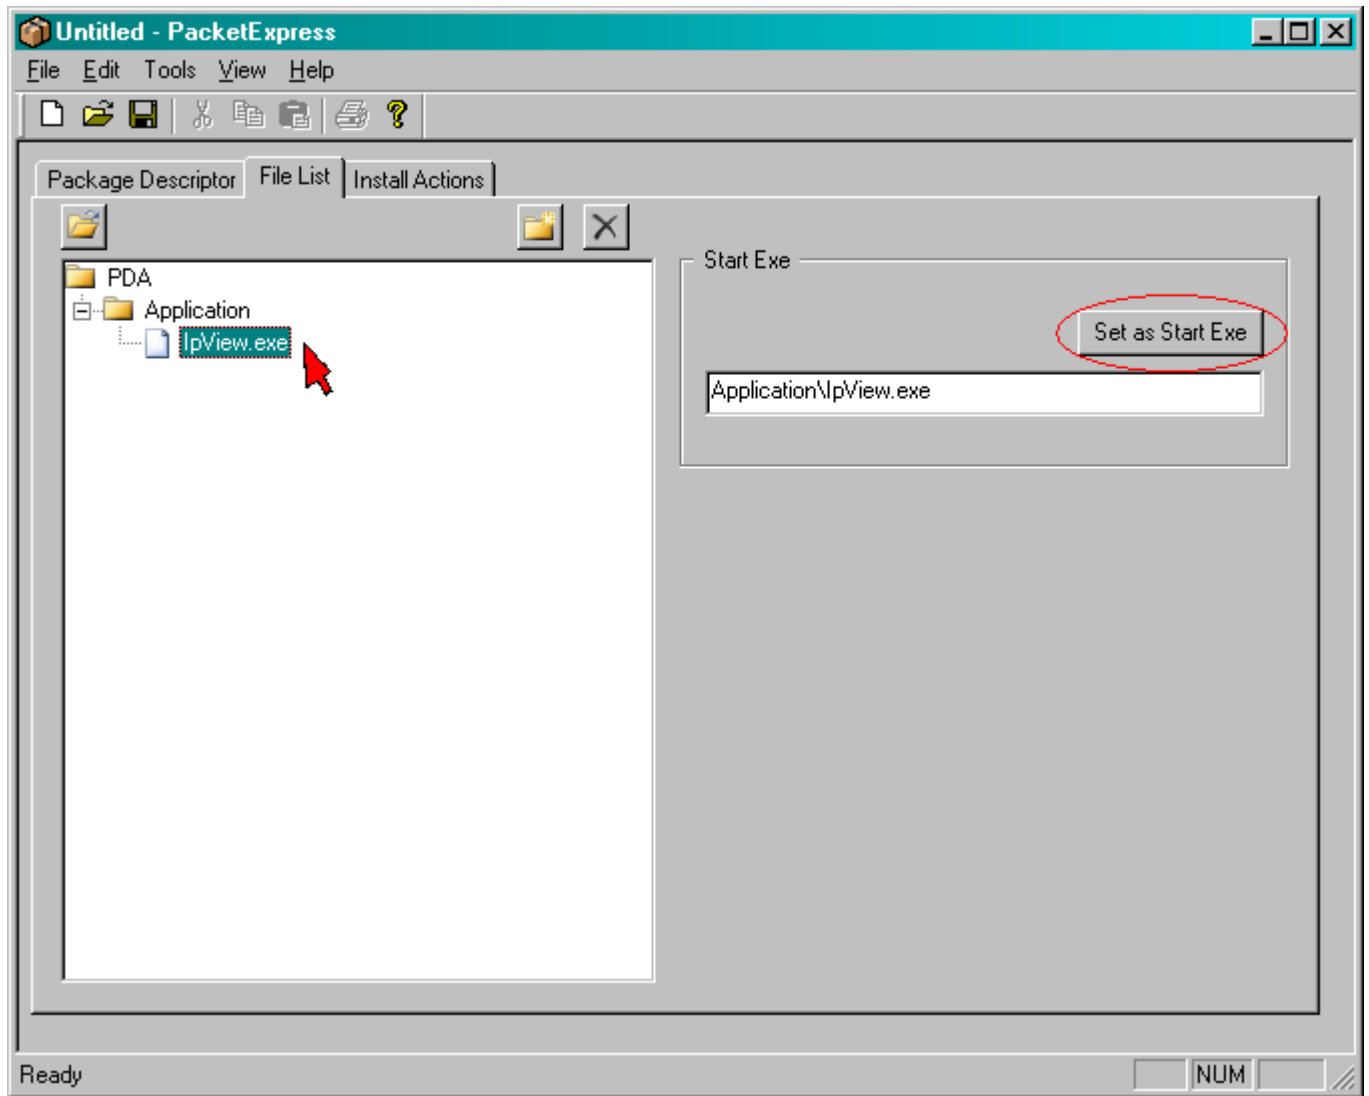 Untitled - PacketExpress
File Edit Tools View Help
Package Descriptor File List Install Actions
PDA
Application
IpView.exe
Start Exe
Set as Start Exe
Application\IpView.exe
Ready NUM